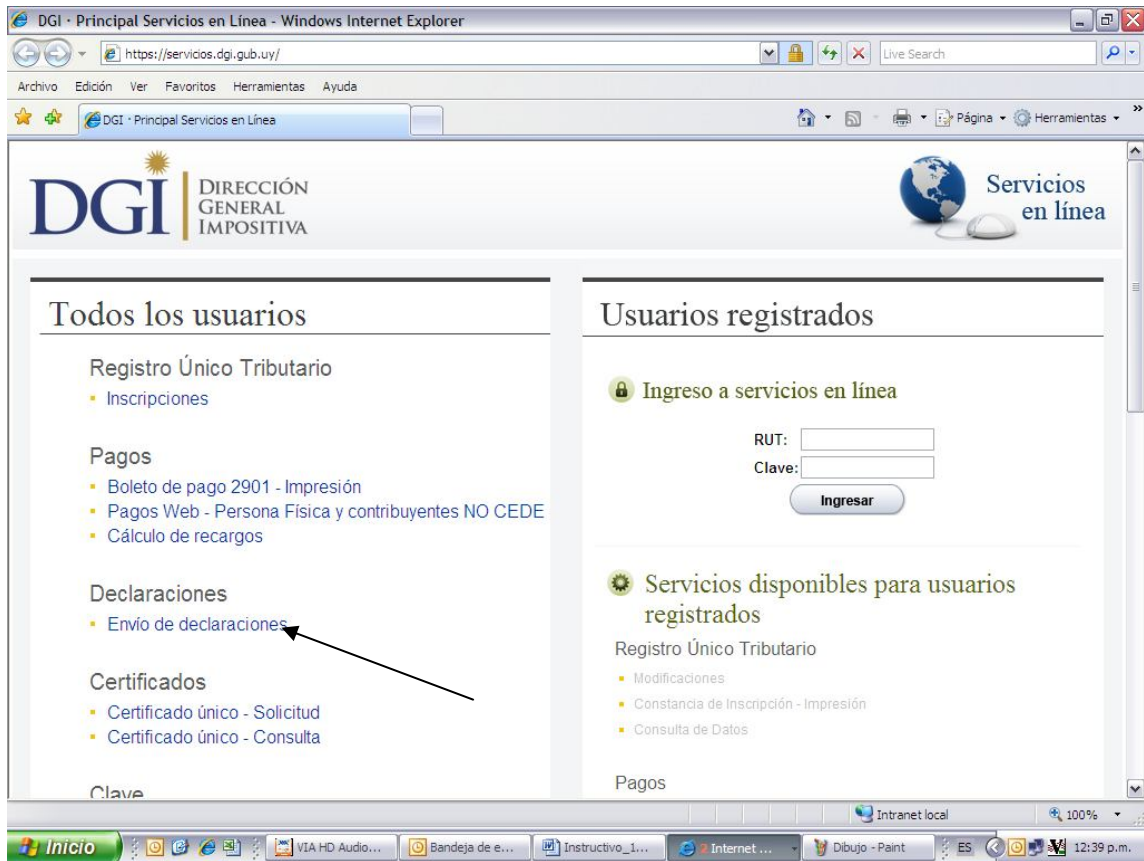 DGI · Principal Servicios en Línea - Windows Internet Explorer
https://servicios.dgi.gub.uy/
Live Search
Archivo Edición Ver Favoritos Herramientas Ayuda
DGI · Principal Servicios en Línea
Página
Herramientas
»
DGI
DIRECCIÓN
GENERAL
IMPOSITIVA
Servicios
en línea
Todos los usuarios
Registro Único Tributario
Inscripciones
Pagos
Boleto de pago 2901 - Impresión
Pagos Web - Persona Física y contribuyentes NO CEDE
Cálculo de recargos
Declaraciones
Envío de declaraciones
Certificados
Certificado único - Solicitud
Certificado único - Consulta
Clave
Usuarios registrados
Ingreso a servicios en línea
RUT:
Clave:
Ingresar
Servicios disponibles para usuarios
registrados
Registro Único Tributario
Modificaciones
Constancia de Inscripción - Impresión
Consulta de Datos
Pagos
Intranet local
100%
Inicio
VIA HD Audio...
Bandeja de e...
Instructivo_1...
2 Internet ...
Dibujo - Paint
ES
12:39 p.m.